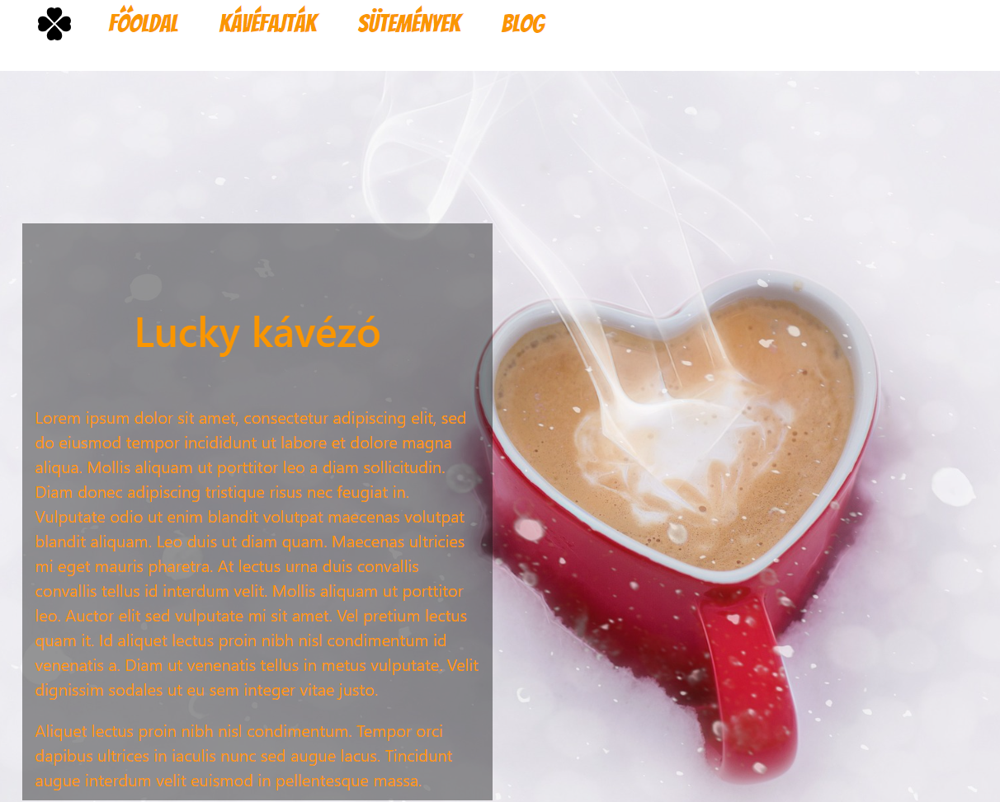 FŐOLDAL KÁVÉFAJTÁK SÜTEMÉNYEK BLOG
Lucky kávézó
Lorem ipsum dolor sit amet, consectetur adipiscing elit, sed
do eiusmod tempor incididunt ut labore et dolore magna
aliqua. Mollis aliquam ut porttitor leo a diam sollicitudin.
Diam donec adipiscing tristique risus nec feugiat in.
Vulputate odio ut enim blandit volutpat maecenas volutpat
blandit aliquam. Leo duis ut diam quam. Maecenas ultricies
mi eget mauris pharetra. At lectus urna duis convallis
convallis tellus id interdum velit. Mollis aliquam ut porttitor
leo. Auctor elit sed vulputate mi sit amet. Vel pretium lectus
quam it. Id aliquet lectus proin nibh nisl condimentum id
venenatis a. Diam ut venenatis tellus in metus vulputate. Velit
dignissim sodales ut eu sem integer vitae justo.
Aliquet lectus proin nibh nisl condimentum. Tempor orci
dapibus ultrices in iaculis nunc sed augue lacus. Tincidunt
augue interdum velit euismod in pellentesque massa.